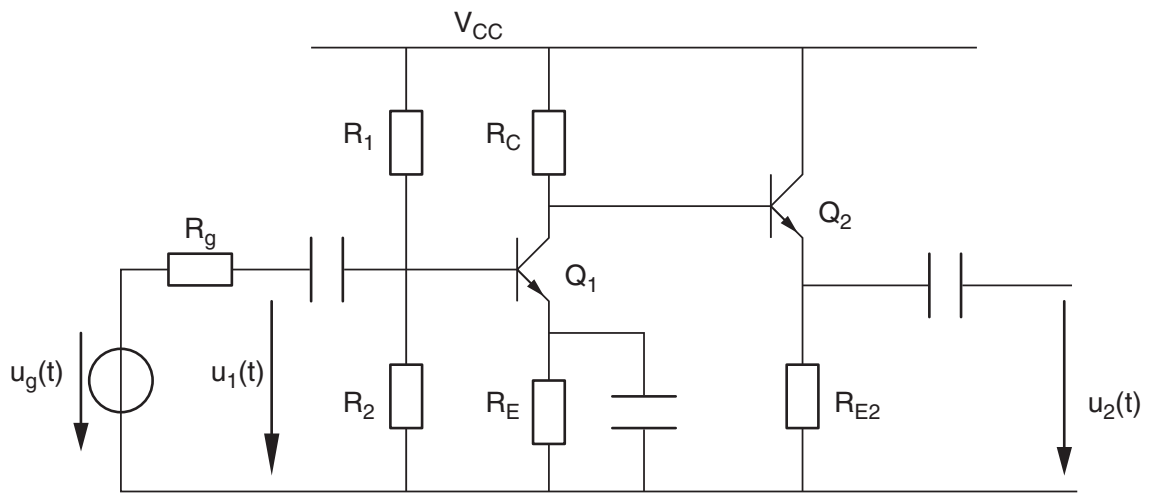 V_CC
R_1
R_C
R_g
Q_2
Q_1
u_g(t)
u_1(t)
R_2
R_E
R_E2
u_2(t)